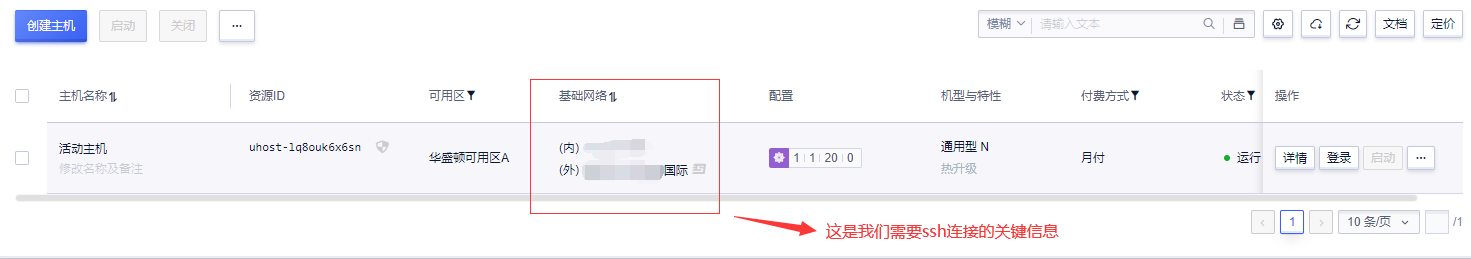 创建主机 启动 关闭 ... 模糊 请输入文本 文档 定价
主机名称 资源ID 可用区 基础网络 配置 机型与特性 付费方式 状态 操作
活动主机 uhost-lq8ouk6x6sn 华盛顿可用区A (内) 1 1 20 0 通用型 N 月付 运行 详情 登录 启动 ...
修改名称及备注 (外) 国际 热升级
1 10 条/页 /1
这是我们需要ssh连接的关键信息